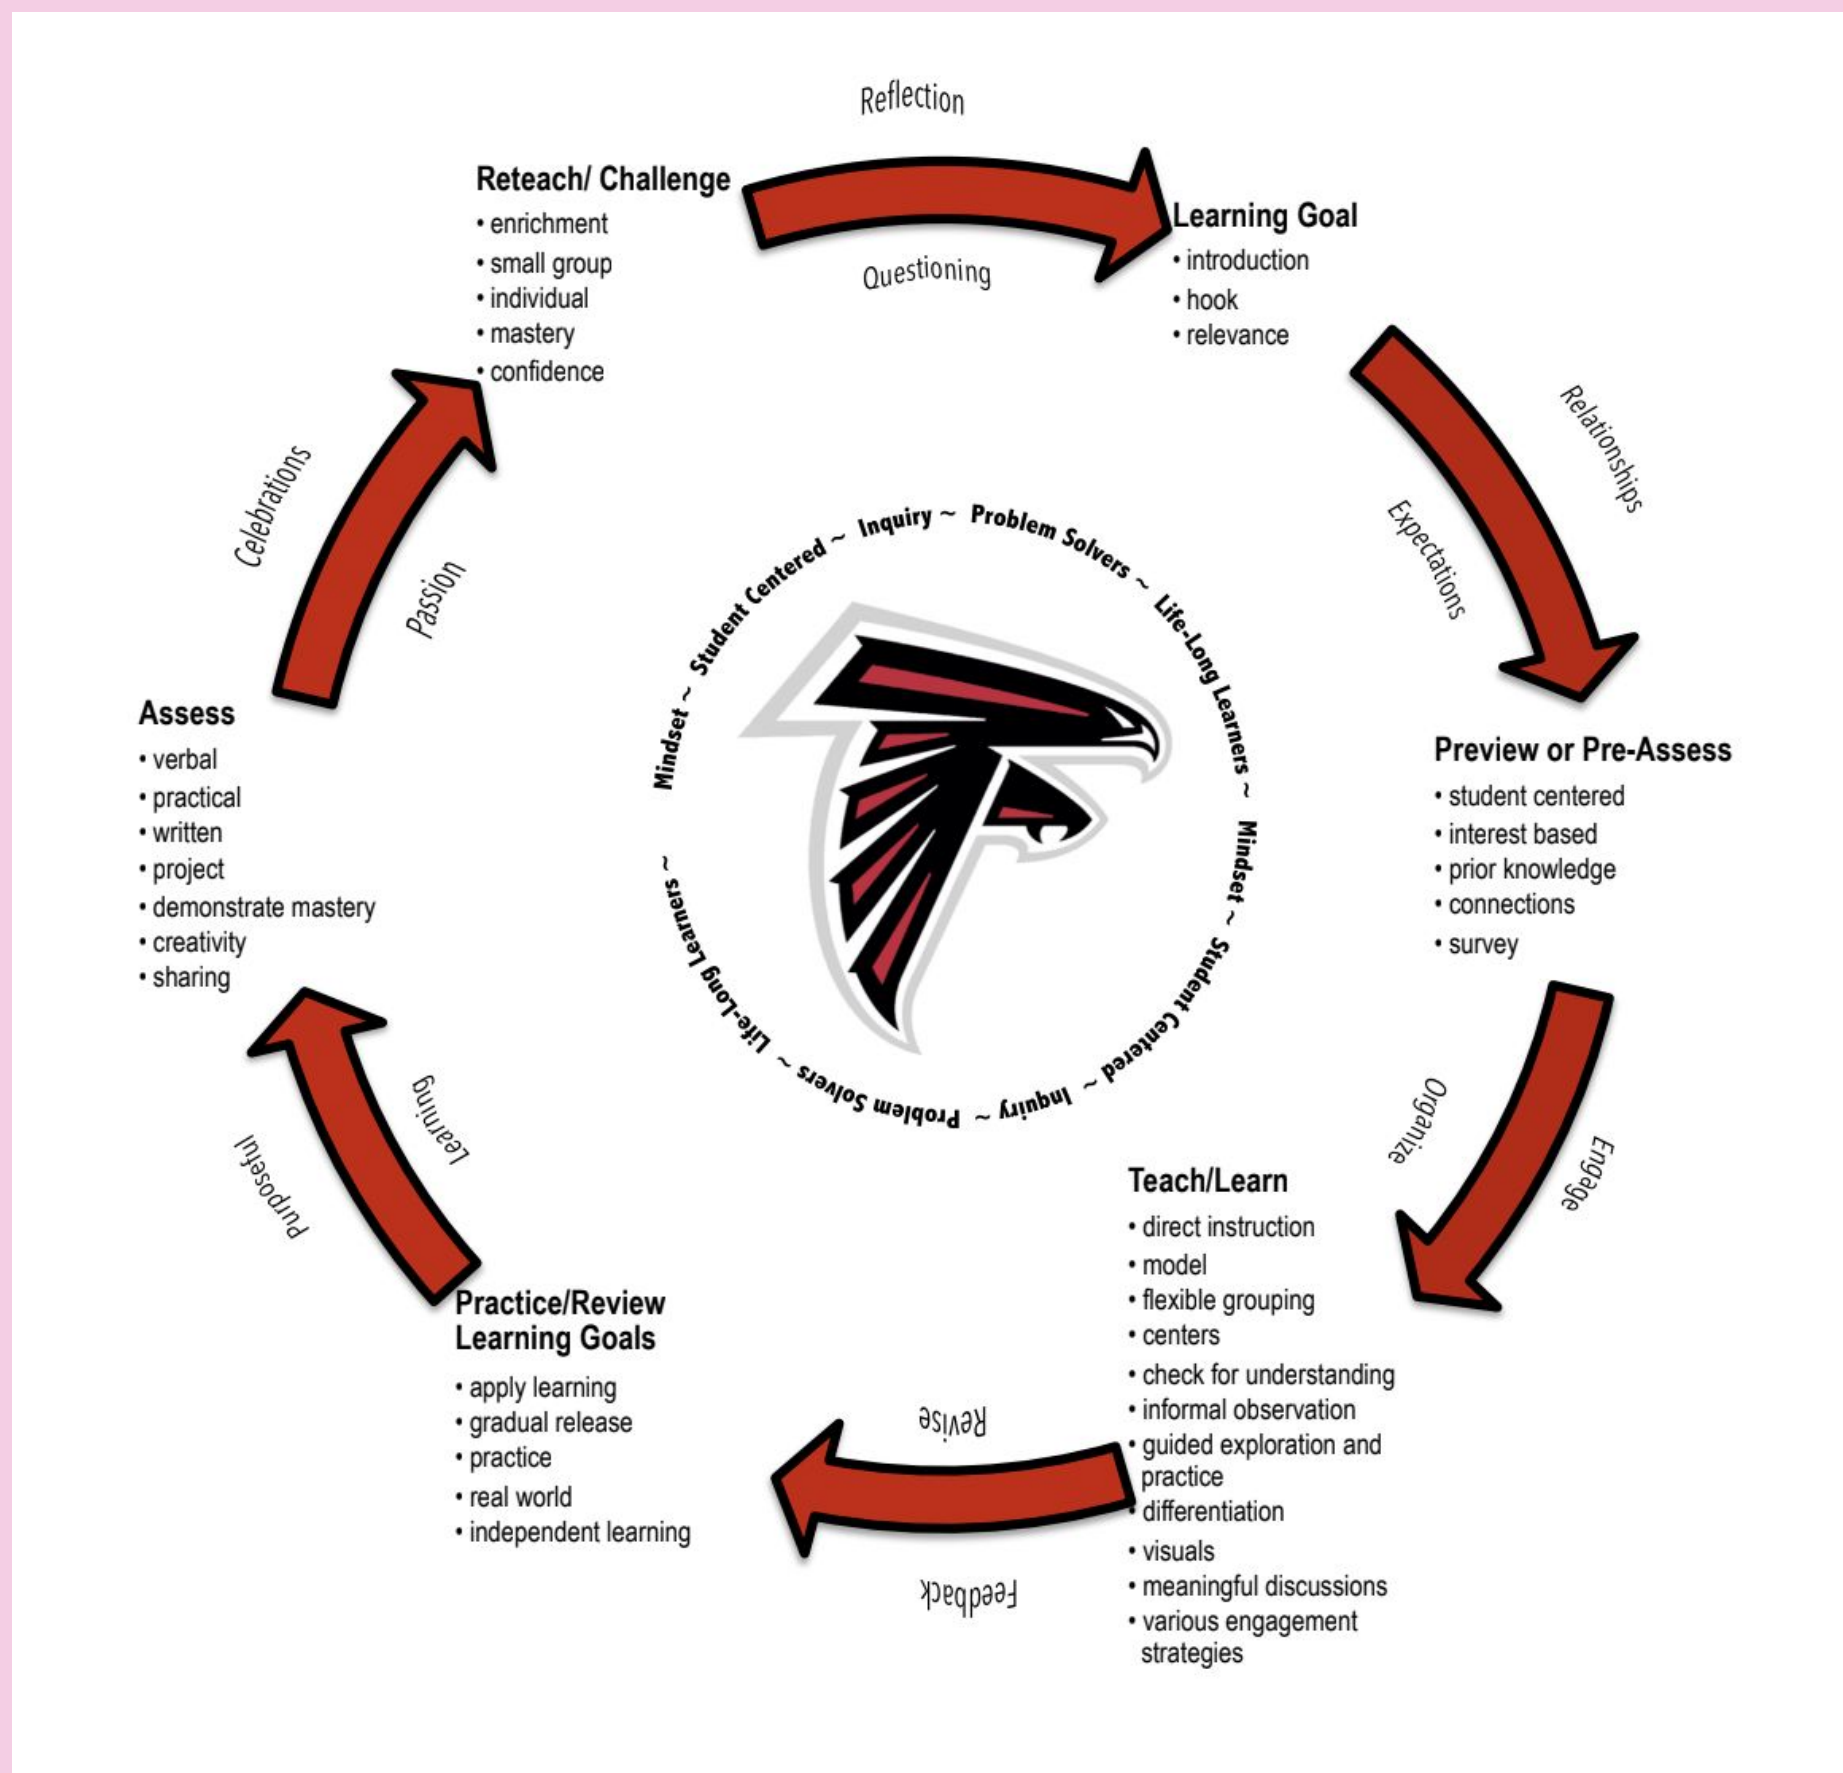 Reflection
Reteach/ Challenge
• enrichment
• small group
• individual
• mastery
• confidence
Questioning
Learning Goal
• introduction
• hook
• relevance
Relationships
Expectations
Preview or Pre-Assess
• student centered
• interest based
• prior knowledge
• connections
• survey
Organize
Engage
Teach/Learn
• direct instruction
• model
• flexible grouping
• centers
• check for understanding
• informal observation
• guided exploration and
practice
• differentiation
• visuals
• meaningful discussions
• various engagement
strategies
Revise
Feedback
Practice/Review
Learning Goals
• apply learning
• gradual release
• practice
• real world
• independent learning
Learning
Purposeful
Assess
• verbal
• practical
• written
• project
• demonstrate mastery
• creativity
• sharing
Celebrations
Passion
Mindset ~ Student Centered ~ Inquiry ~ Problem Solvers ~ Life-Long Learners ~ Mindset ~ Student Centered ~ Inquiry ~ Problem Solvers ~ Life-Long Learners ~